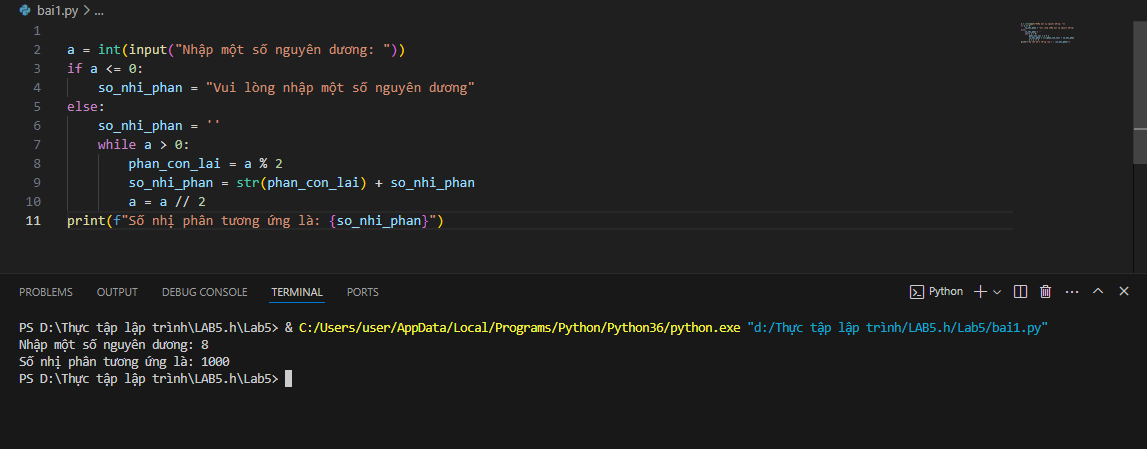 bai1.py > ...
1
2 a = int(input("Nhập một số nguyên dương: "))
3 if a <= 0:
4     so_nhi_phan = "Vui lòng nhập một số nguyên dương"
5 else:
6     so_nhi_phan = ''
7     while a > 0:
8         phan_con_lai = a % 2
9         so_nhi_phan = str(phan_con_lai) + so_nhi_phan
10         a = a // 2
11 print(f"Số nhị phân tương ứng là: {so_nhi_phan}")
PROBLEMS OUTPUT DEBUG CONSOLE TERMINAL PORTS Python
PS D:\Thực tập lập trình\LAB5.h\Lab5> & C:/Users/user/AppData/Local/Programs/Python/Python36/python.exe "d:/Thực tập lập trình/LAB5.h/Lab5/bai1.py"
Nhập một số nguyên dương: 8
Số nhị phân tương ứng là: 1000
PS D:\Thực tập lập trình\LAB5.h\Lab5>